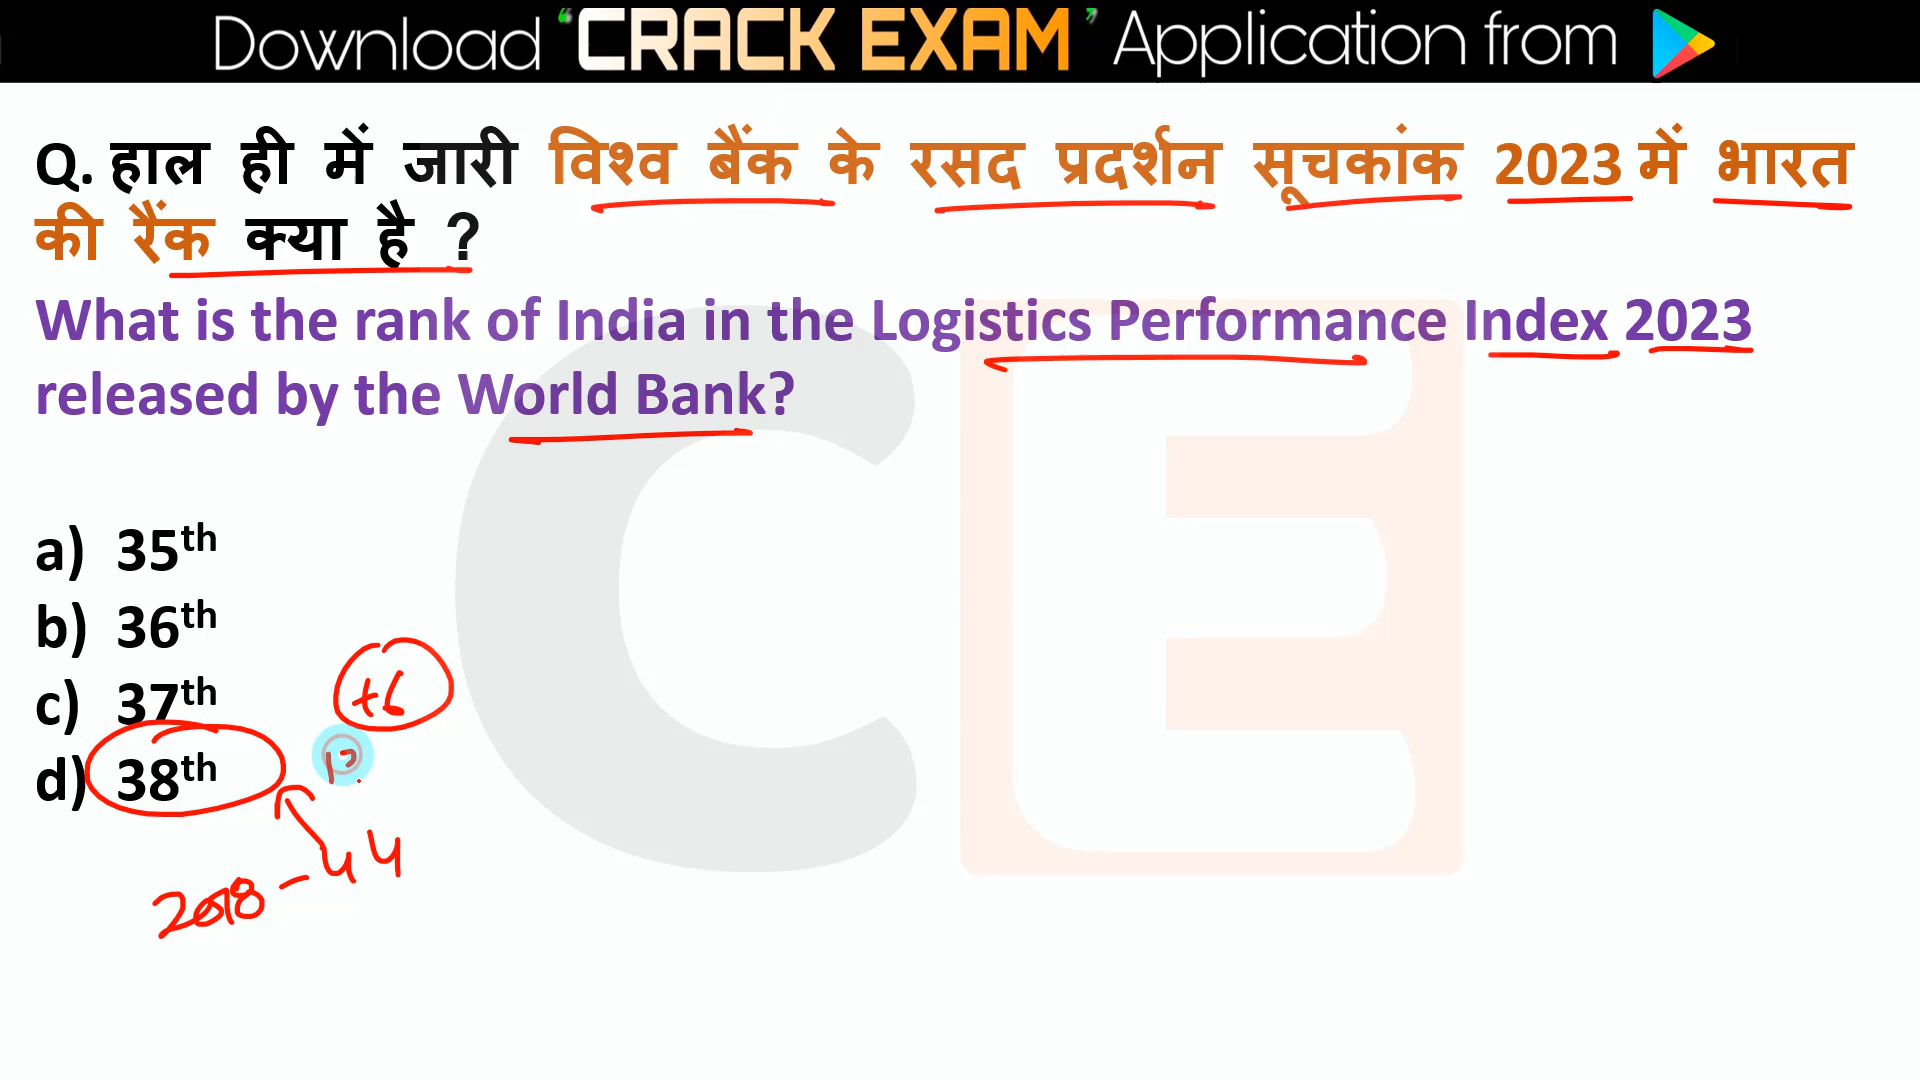 Download 'CRACK EXAM' Application from
Q. हाल ही में जारी विश्व बैंक के रसद प्रदर्शन सूचकांक 2023 में भारत
की रैंक क्या है ?
What is the rank of India in the Logistics Performance Index 2023
released by the World Bank?
a) 35th
b) 36th
c) 37th
+6
d) 38th
2018 - 44
CE